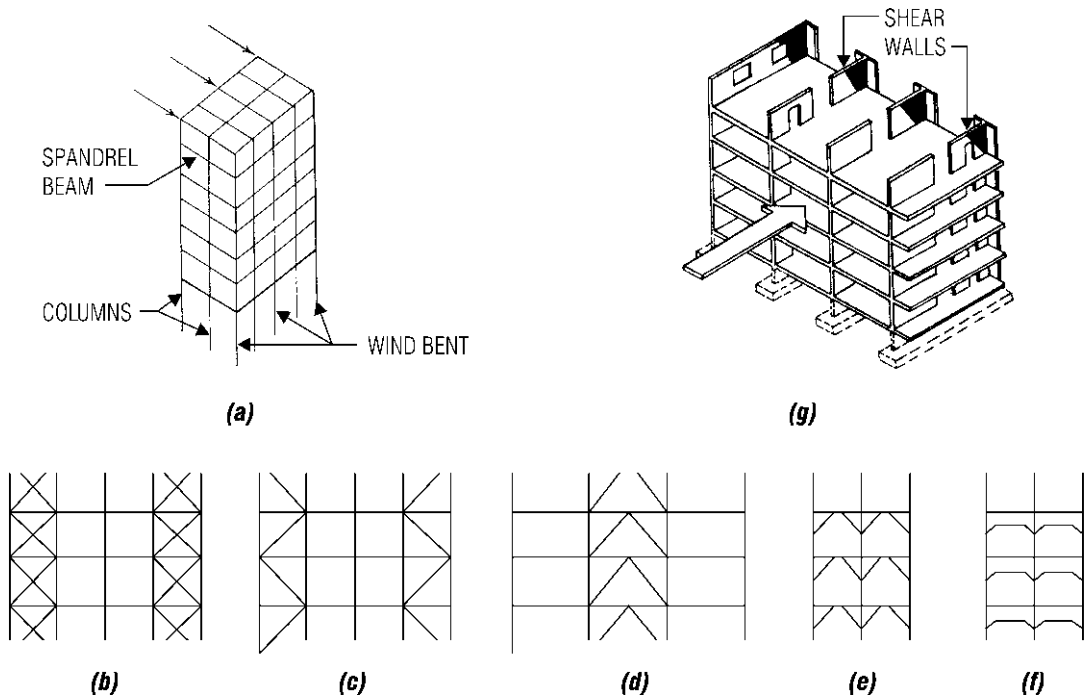 SHEAR
WALLS
SPANDREL
BEAM
COLUMNS
WIND BENT
(a)
(g)
(b)
(c)
(d)
(e)
(f)